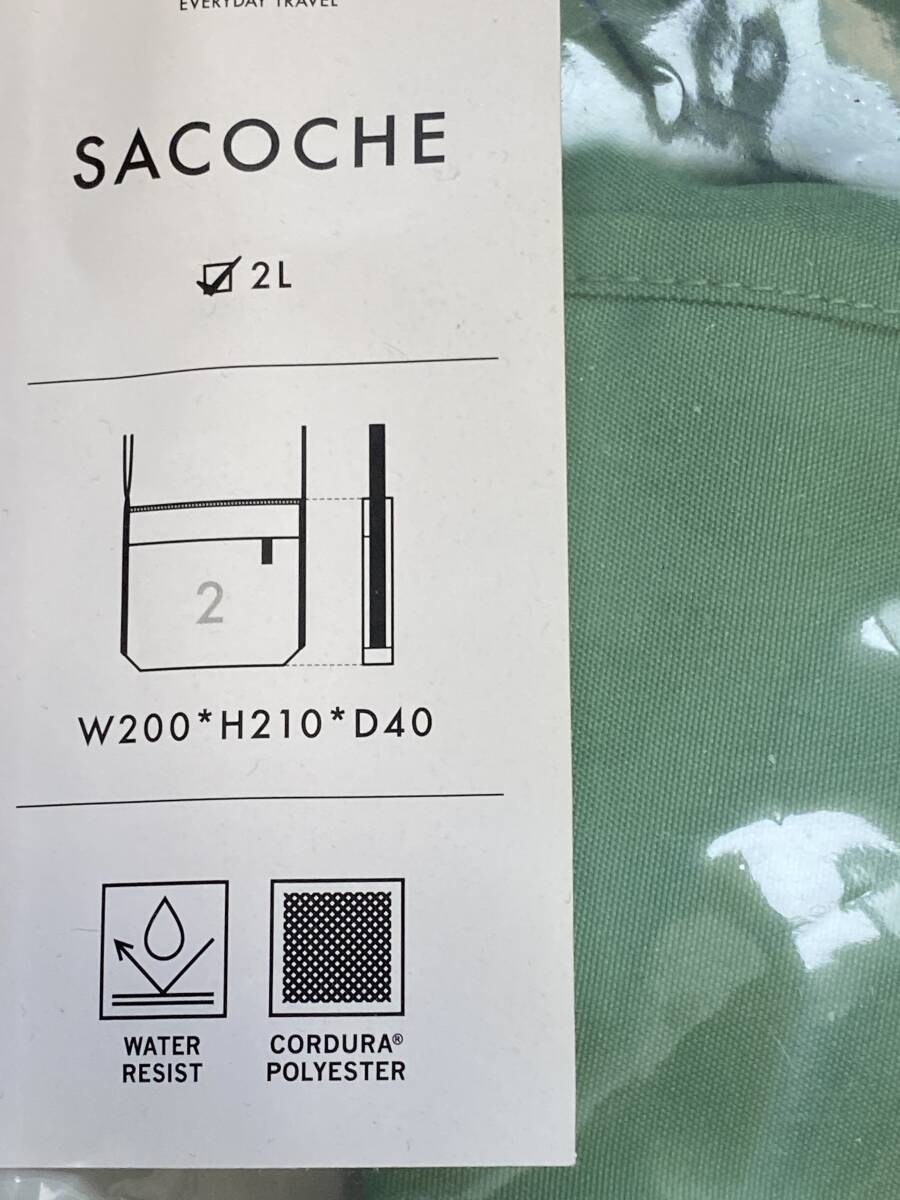 EVERYDAY TRAVEL
SACOCHE
2L
2
W200*H210*D40
WATER
RESIST
CORDURA®
POLYESTER